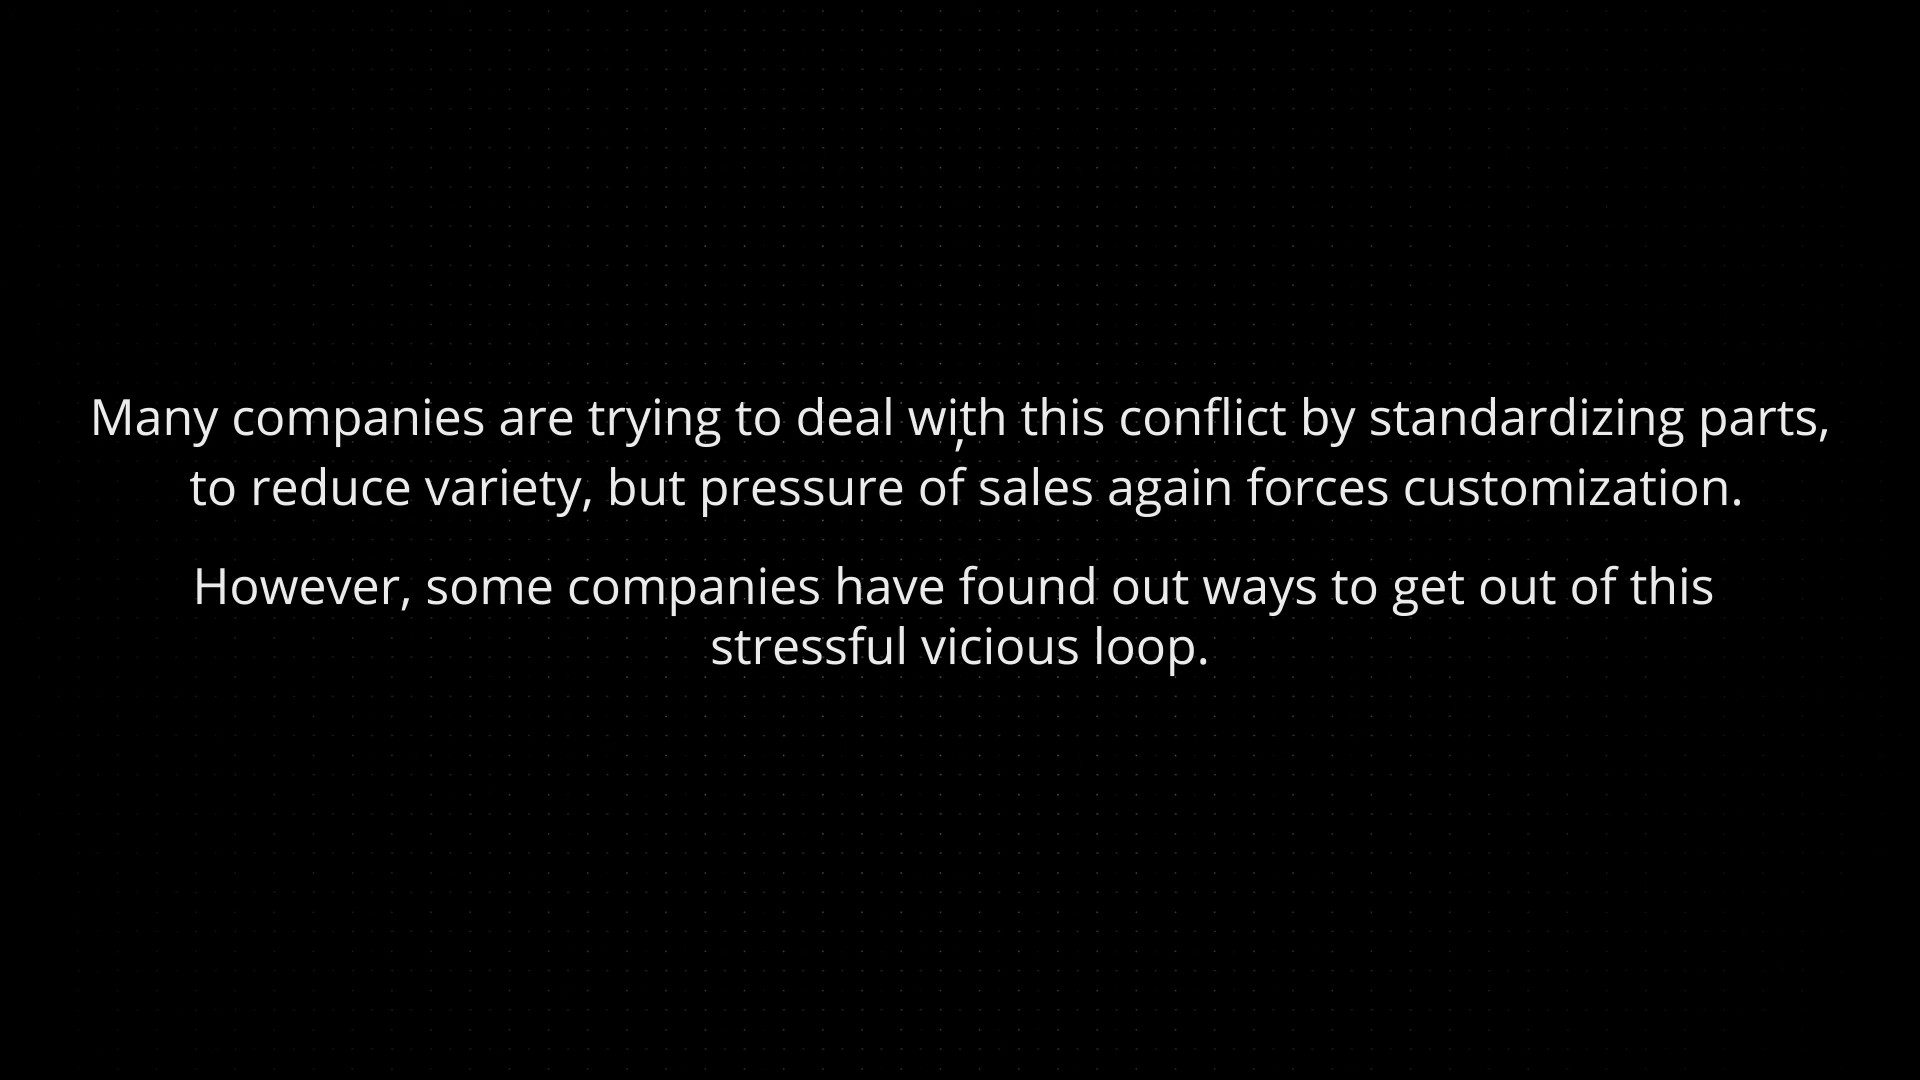 Many companies are trying to deal with this conflict by standardizing parts,
,
to reduce variety, but pressure of sales again forces customization.
However, some companies have found out ways to get out of this
stressful vicious loop.